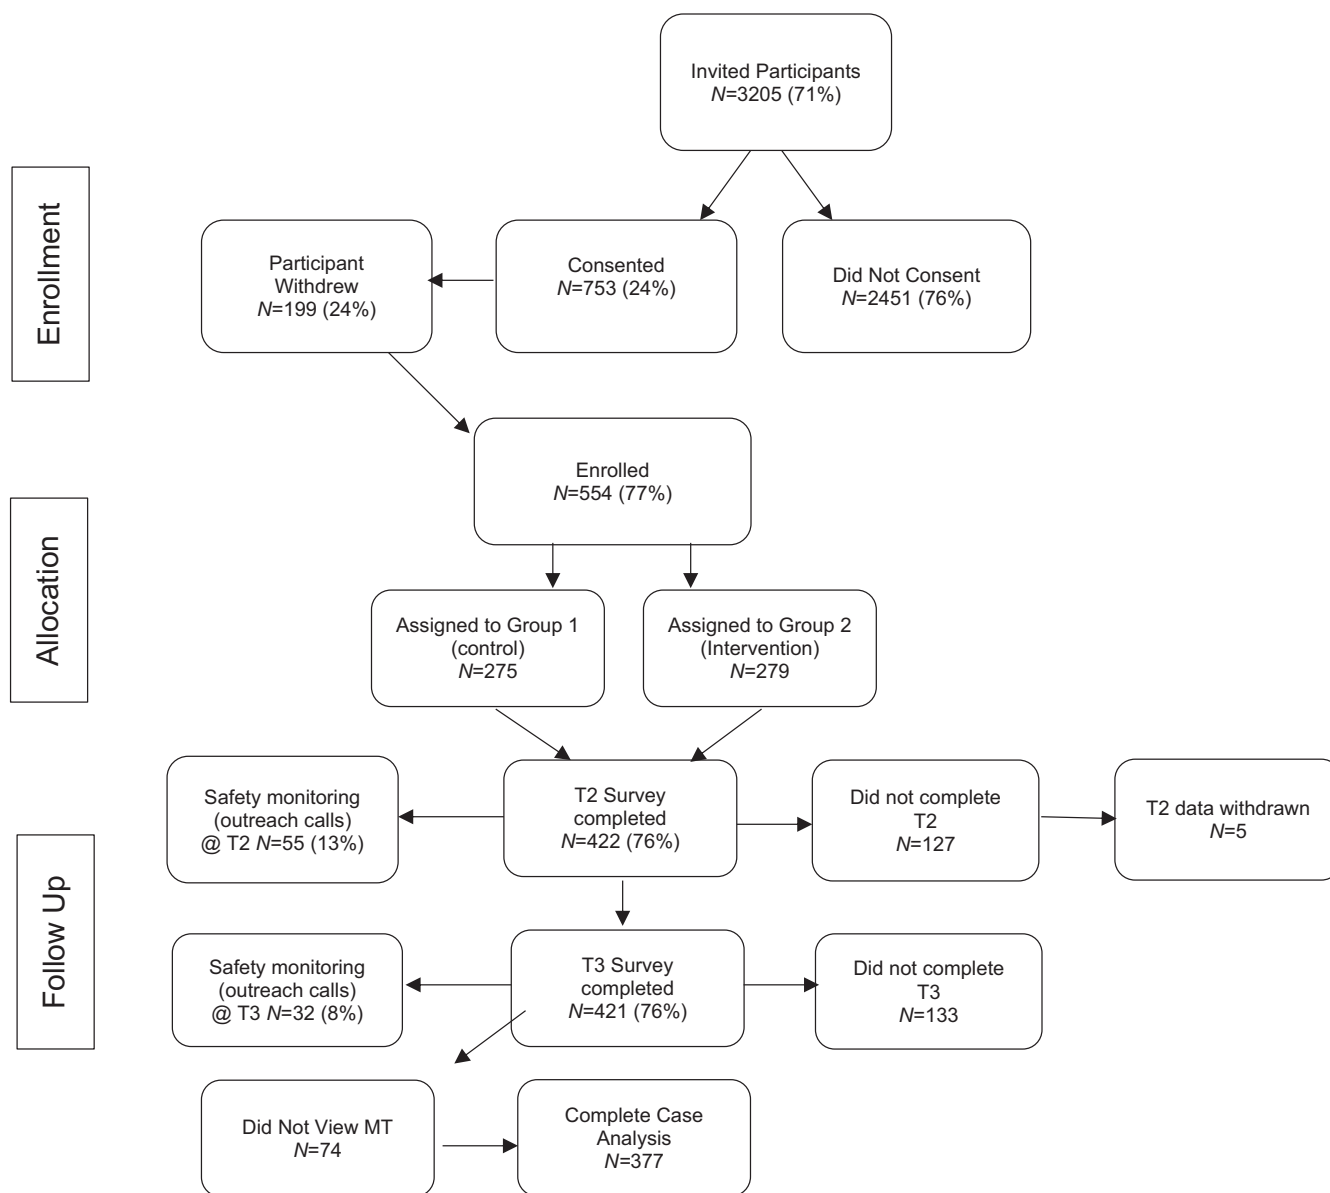 Invited Participants
N=3205 (71%)
Enrollment
Participant
Withdrew
N=199 (24%)
Consented
N=753 (24%)
Did Not Consent
N=2451 (76%)
Enrolled
N=554 (77%)
Allocation
Assigned to Group 1
(control)
N=275
Assigned to Group 2
(Intervention)
N=279
Follow Up
Safety monitoring
(outreach calls)
@ T2 N=55 (13%)
T2 Survey
completed
N=422 (76%)
Did not complete
T2
N=127
T2 data withdrawn
N=5
Safety monitoring
(outreach calls)
@ T3 N=32 (8%)
T3 Survey
completed
N=421 (76%)
Did not complete
T3
N=133
Did Not View MT
N=74
Complete Case
Analysis
N=377